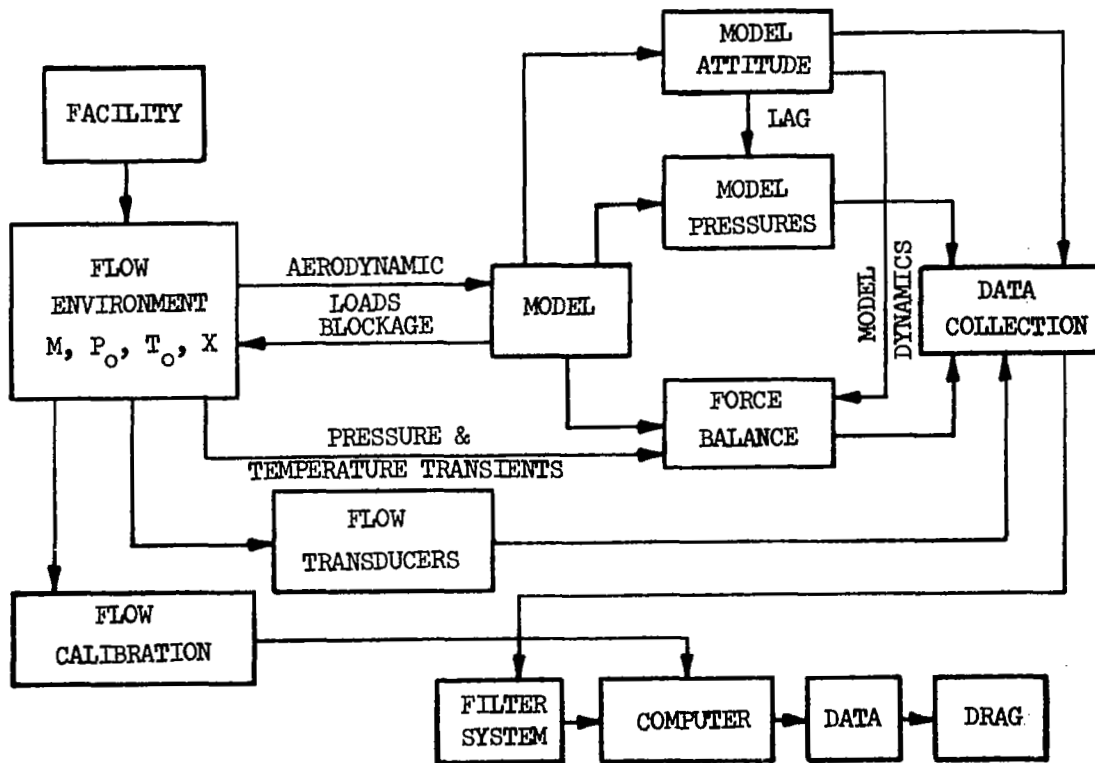 MODEL
ATTITUDE
FACILITY
LAG
MODEL
PRESSURES
FLOW
ENVIRONMENT
M, P_o, T_o, X
AERODYNAMIC
LOADS
BLOCKAGE
MODEL
MODEL
DYNAMICS
DATA
COLLECTION
FORCE
BALANCE
PRESSURE &
TEMPERATURE TRANSIENTS
FLOW
TRANSDUCERS
FLOW
CALIBRATION
FILTER
SYSTEM
COMPUTER
DATA
DRAG